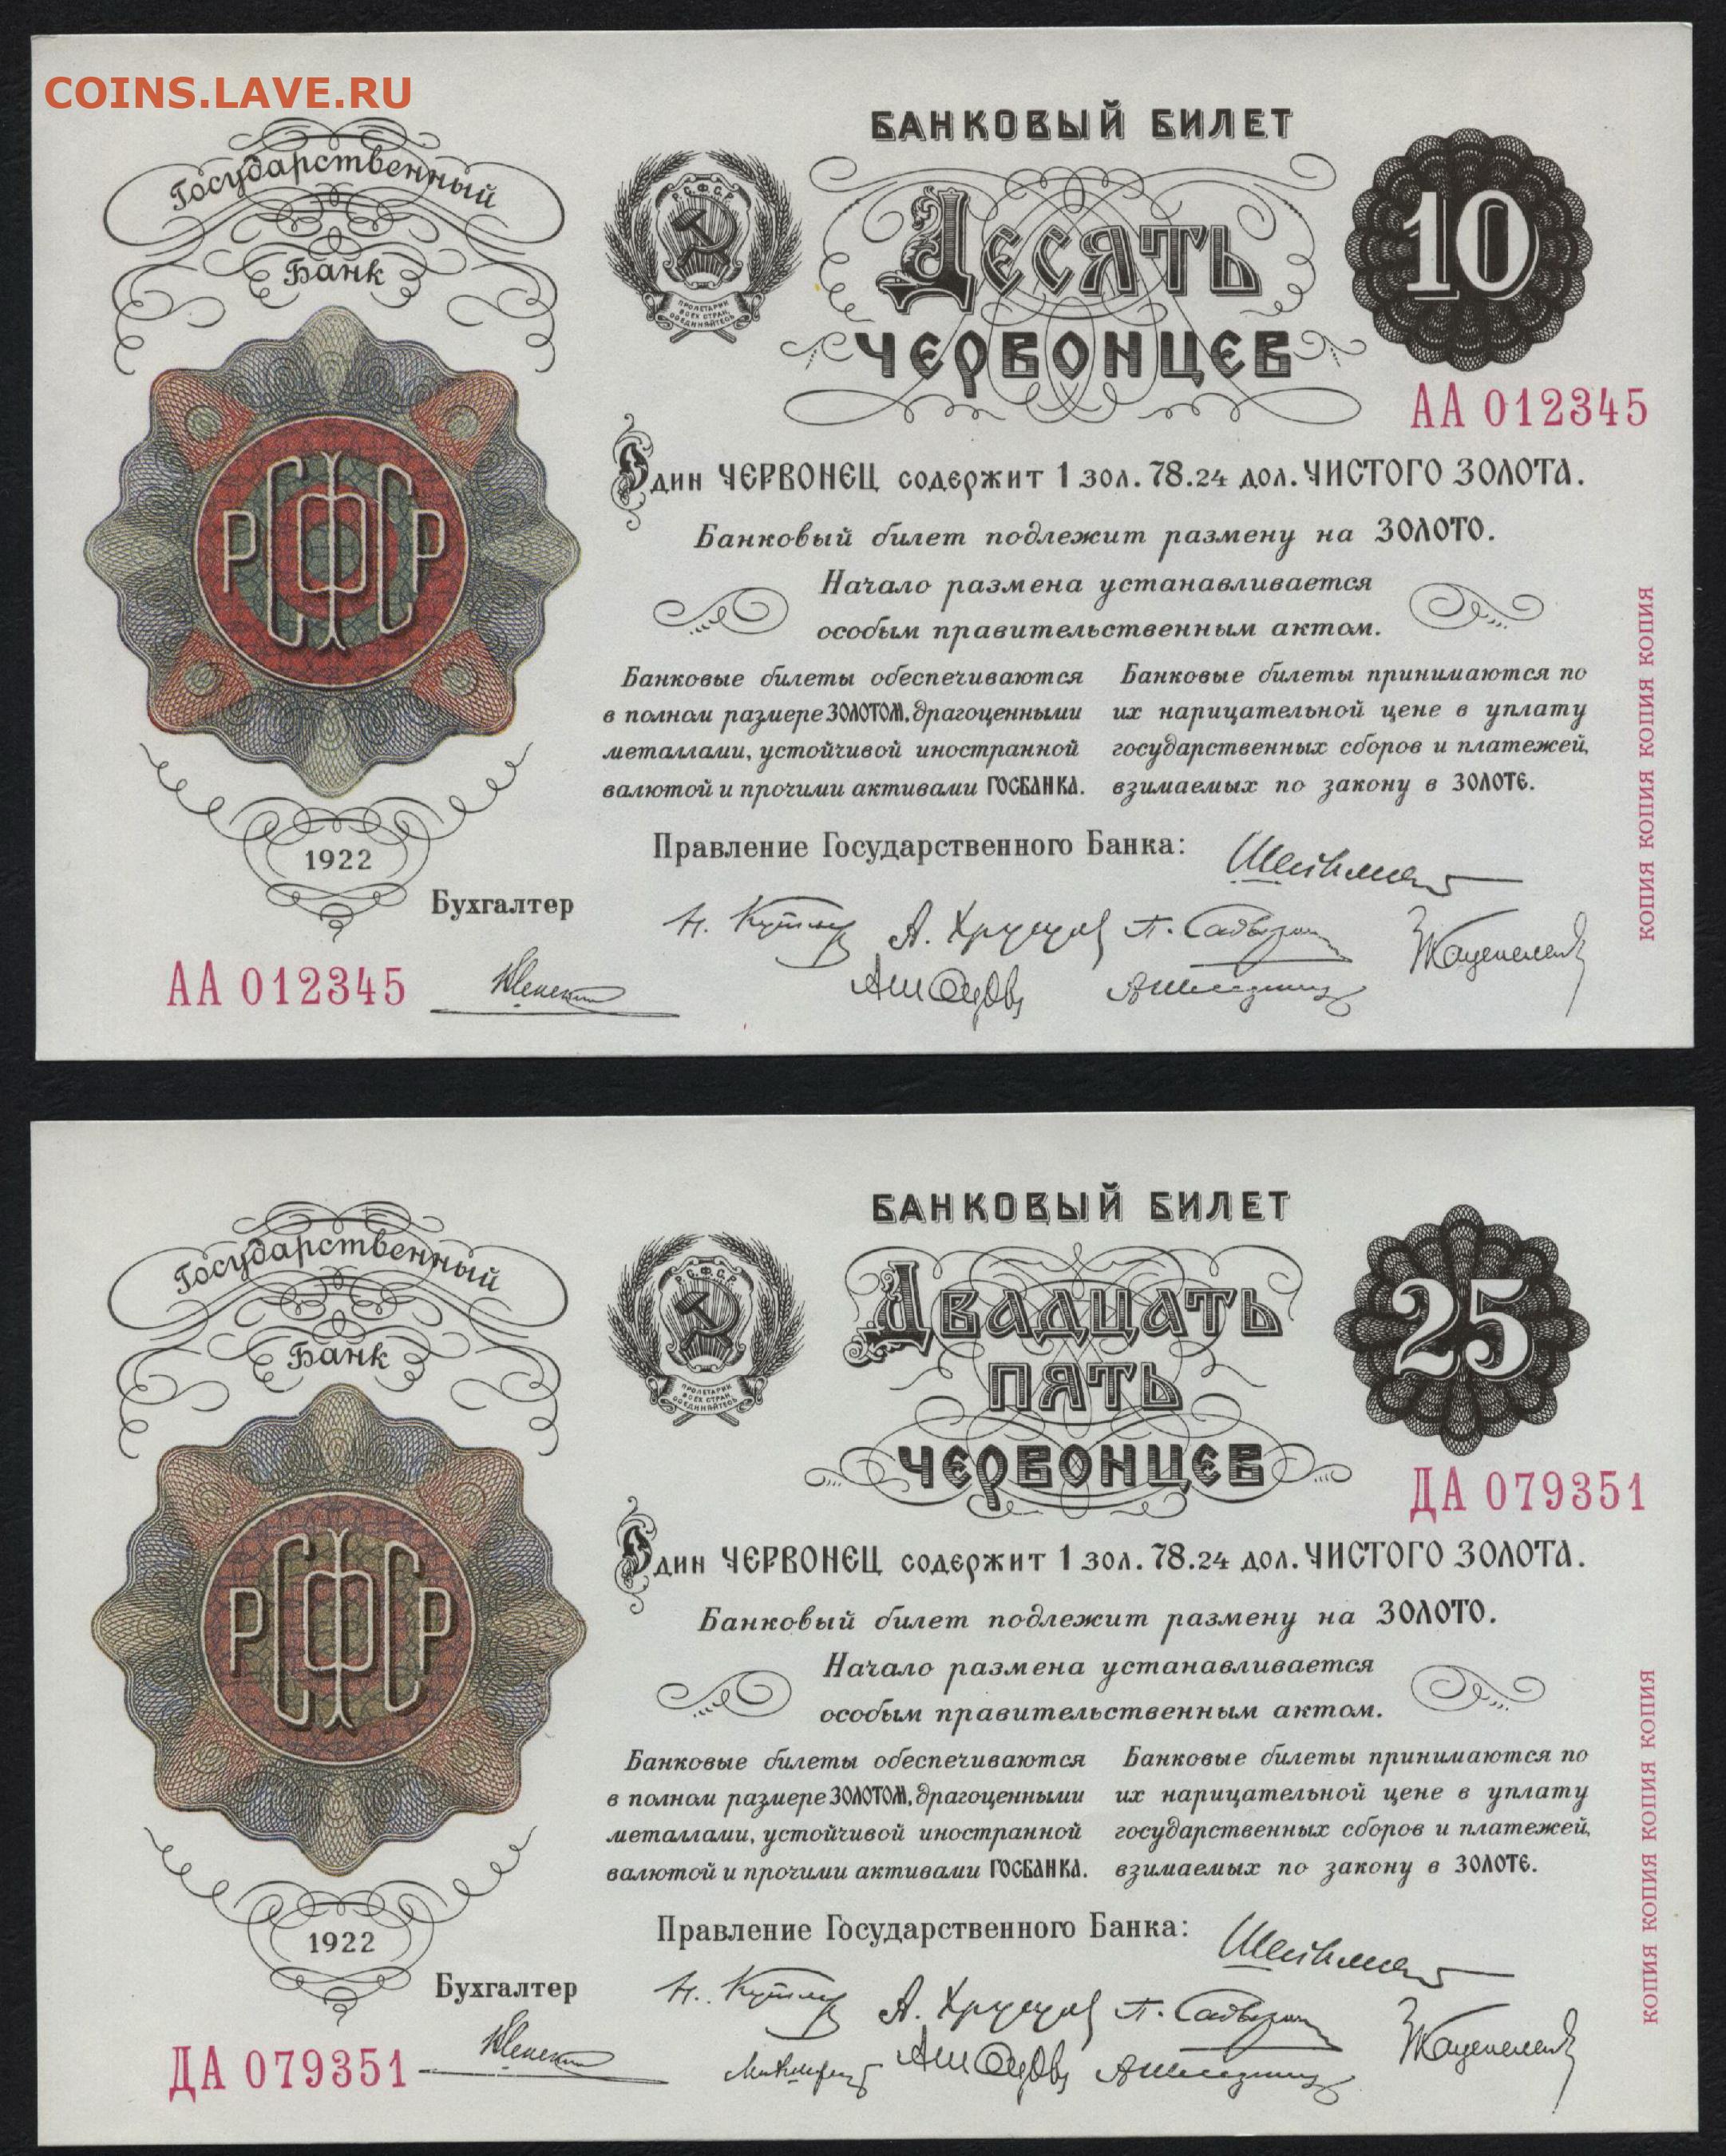 COINS.LAVE.RU
Государственный
Банк
РСФСР
1922
Бухгалтер
АА 012345
БАНКОВЫЙ БИЛЕТ
Р.С.Ф.С.Р.
ПРОЛЕТАРИИ
ВСЕХ СТРАН,
СОЕДИНЯЙТЕСЬ
ДЕСЯТЬ
ЧЕРВОНЦЕВ
10
АА 012345
Один ЧЕРВОНЕЦ содержит 1 зол. 78.24 дол. ЧИСТОГО ЗОЛОТА.
Банковый билет подлежит размену на ЗОЛОТО.
Начало размена устанавливается
особым правительственным актом.
Банковые билеты обеспечиваются
в полном размере ЗОЛОТОМ, драгоценными
металлами, устойчивой иностранной
валютой и прочими активами ГОСБАНКА.
Банковые билеты принимаются по
их нарицательной цене в уплату
государственных сборов и платежей,
взимаемых по закону в ЗОЛОТЕ.
Правление Государственного Банка:
КОПИЯ КОПИЯ КОПИЯ КОПИЯ
Государственный
Банк
РСФСР
1922
Бухгалтер
ДА 079351
БАНКОВЫЙ БИЛЕТ
Р.С.Ф.С.Р.
ПРОЛЕТАРИИ
ВСЕХ СТРАН,
СОЕДИНЯЙТЕСЬ
ДВАДЦАТЬ
ПЯТЬ
ЧЕРВОНЦЕВ
25
ДА 079351
Один ЧЕРВОНЕЦ содержит 1 зол. 78.24 дол. ЧИСТОГО ЗОЛОТА.
Банковый билет подлежит размену на ЗОЛОТО.
Начало размена устанавливается
особым правительственным актом.
Банковые билеты обеспечиваются
в полном размере ЗОЛОТОМ, драгоценными
металлами, устойчивой иностранной
валютой и прочими активами ГОСБАНКА.
Банковые билеты принимаются по
их нарицательной цене в уплату
государственных сборов и платежей,
взимаемых по закону в ЗОЛОТЕ.
Правление Государственного Банка:
КОПИЯ КОПИЯ КОПИЯ КОПИЯ